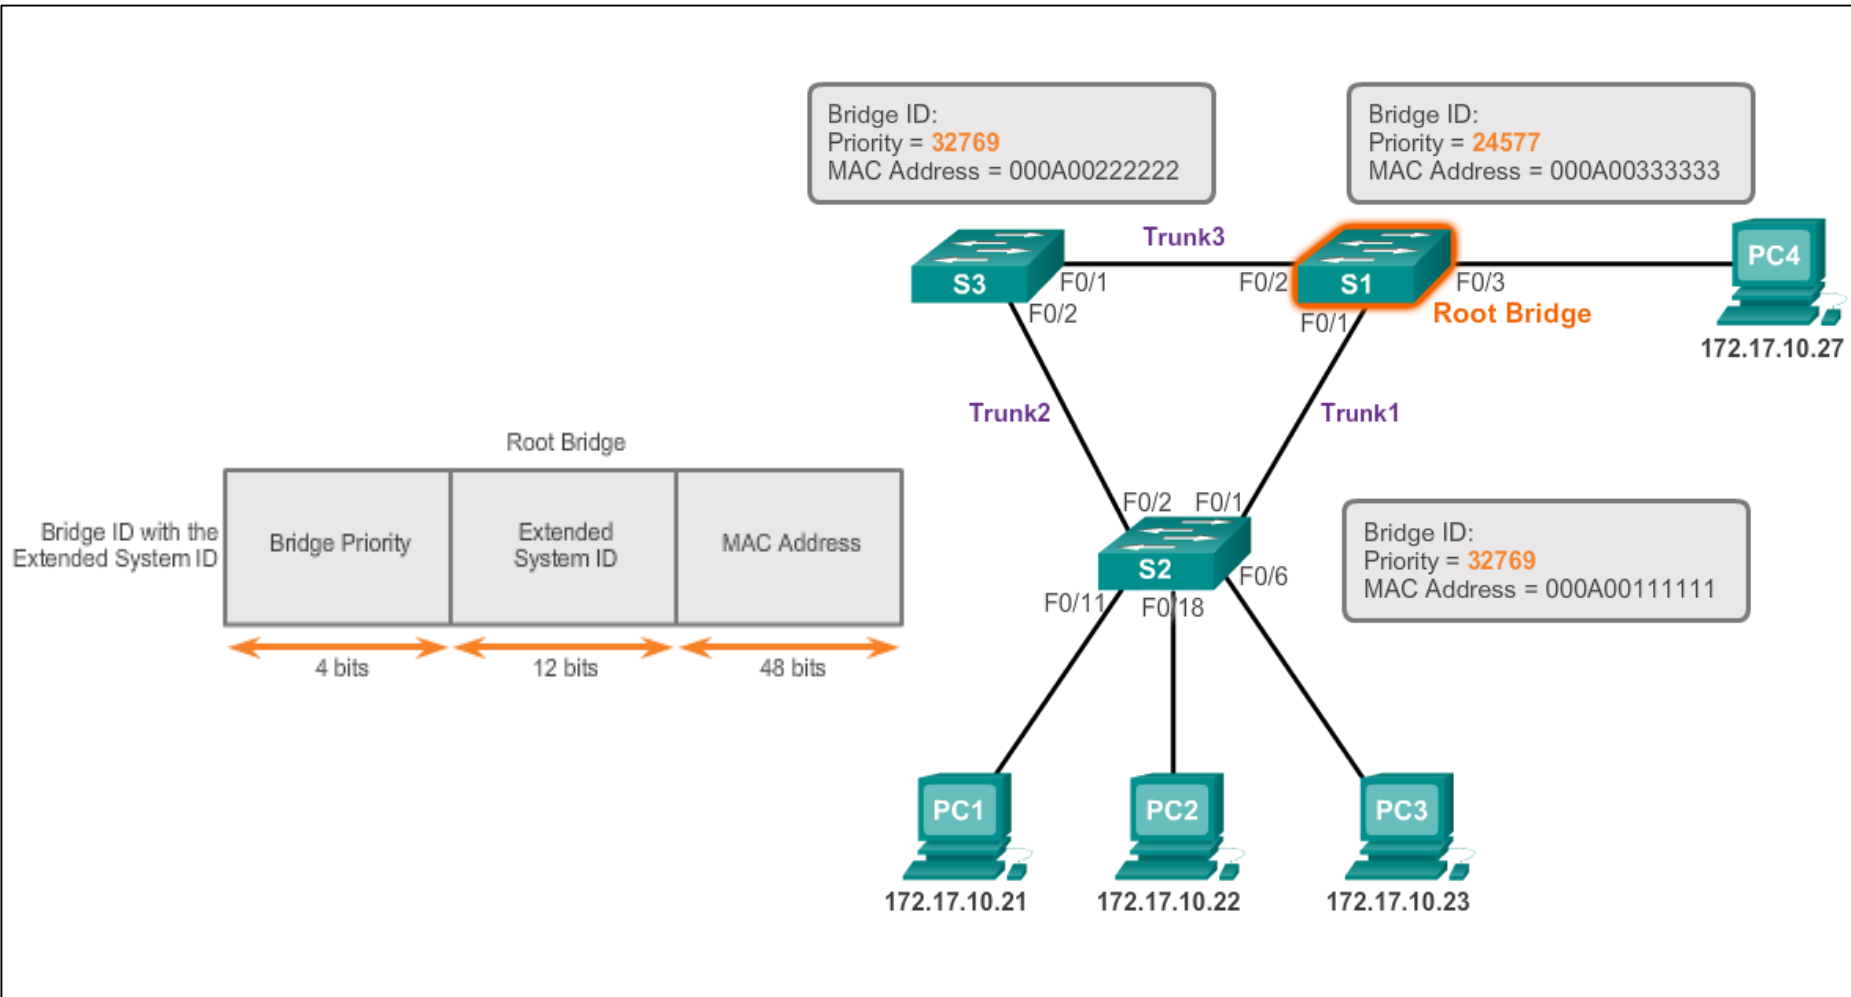 Bridge ID:
Priority = 32769
MAC Address = 000A00222222
Bridge ID:
Priority = 24577
MAC Address = 000A00333333
Trunk3
S3
F0/1
F0/2
S1
F0/3
PC4
F0/2
F0/1
Root Bridge
172.17.10.27
Trunk2
Trunk1
Root Bridge
Bridge ID with the
Extended System ID
Bridge Priority
Extended
System ID
MAC Address
4 bits
12 bits
48 bits
F0/2
F0/1
S2
F0/6
F0/11
F0/18
Bridge ID:
Priority = 32769
MAC Address = 000A00111111
PC1
PC2
PC3
172.17.10.21
172.17.10.22
172.17.10.23